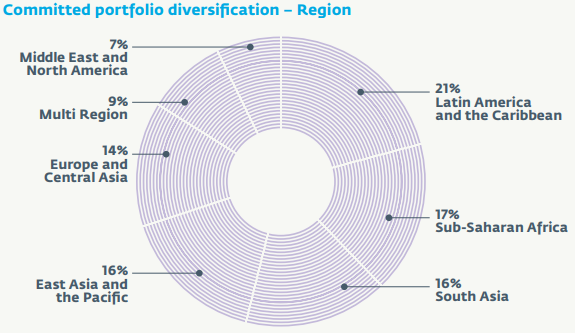 Committed portfolio diversification – Region
7%
Middle East and
North America
9%
Multi Region
14%
Europe and
Central Asia
16%
East Asia and
the Pacific
21%
Latin America
and the Caribbean
17%
Sub-Saharan Africa
16%
South Asia